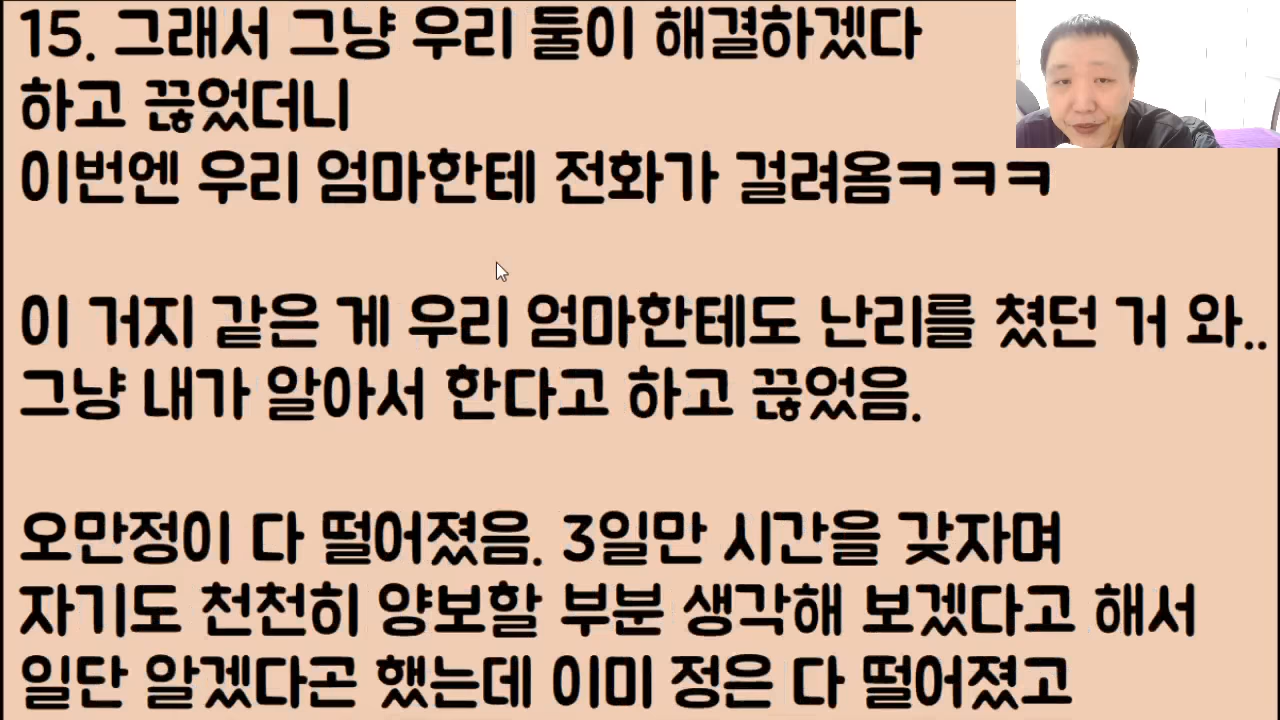 15. 그래서 그냥 우리 둘이 해결하겠다
하고 끊었더니
이번엔 우리 엄마한테 전화가 걸려옴ㅋㅋㅋ
이 거지 같은 게 우리 엄마한테도 난리를 쳤던 거 와..
그냥 내가 알아서 한다고 하고 끊었음.
오만정이 다 떨어졌음. 3일만 시간을 갖자며
자기도 천천히 양보할 부분 생각해 보겠다고 해서
일단 알겠다곤 했는데 이미 정은 다 떨어졌고